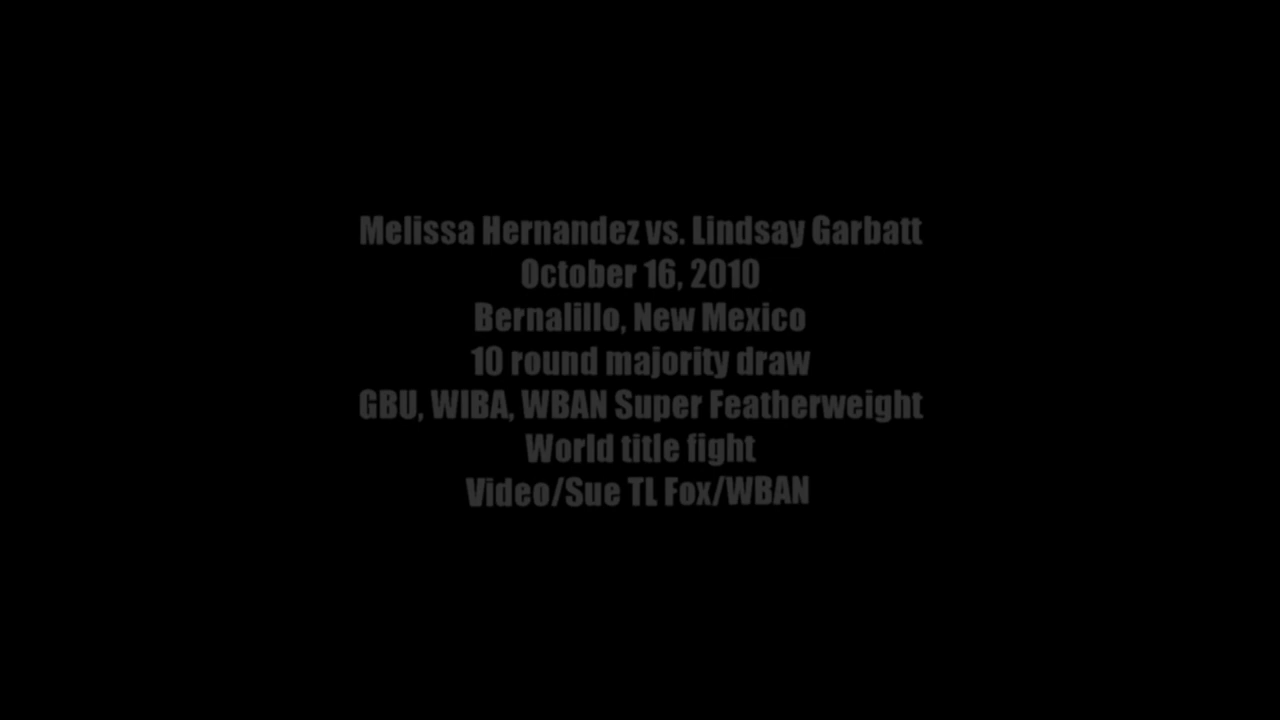 Melissa Hernandez vs. Lindsay Garbatt
October 16, 2010
Bernalillo, New Mexico
10 round majority draw
GBU, WIBA, WBAN Super Featherweight
World title fight
Video/Sue TL Fox/WBAN